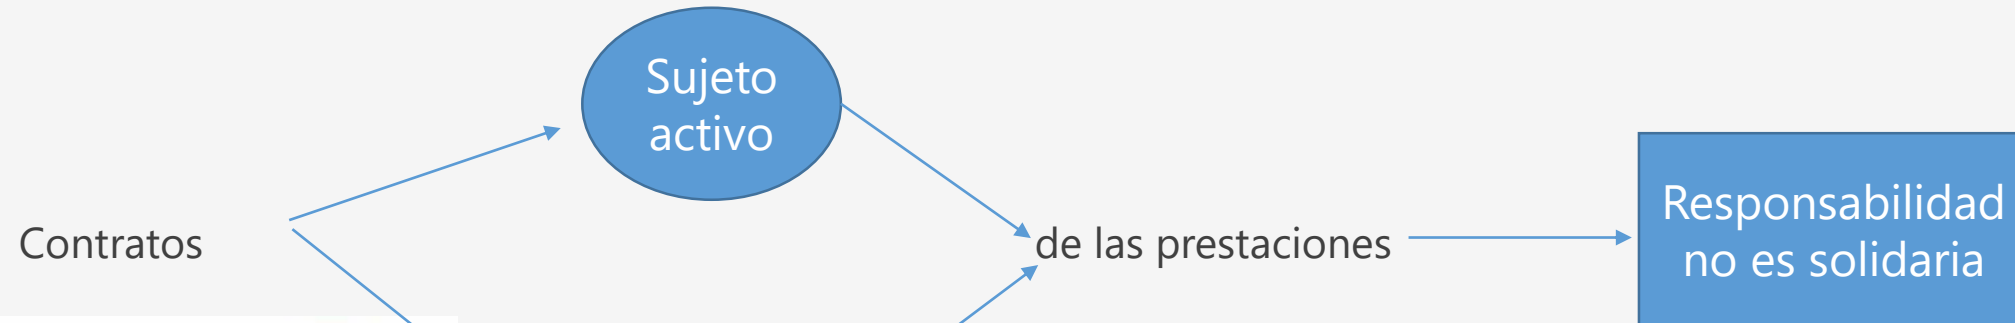 Sujeto
activo
Contratos
de las prestaciones
Responsabilidad
no es solidaria